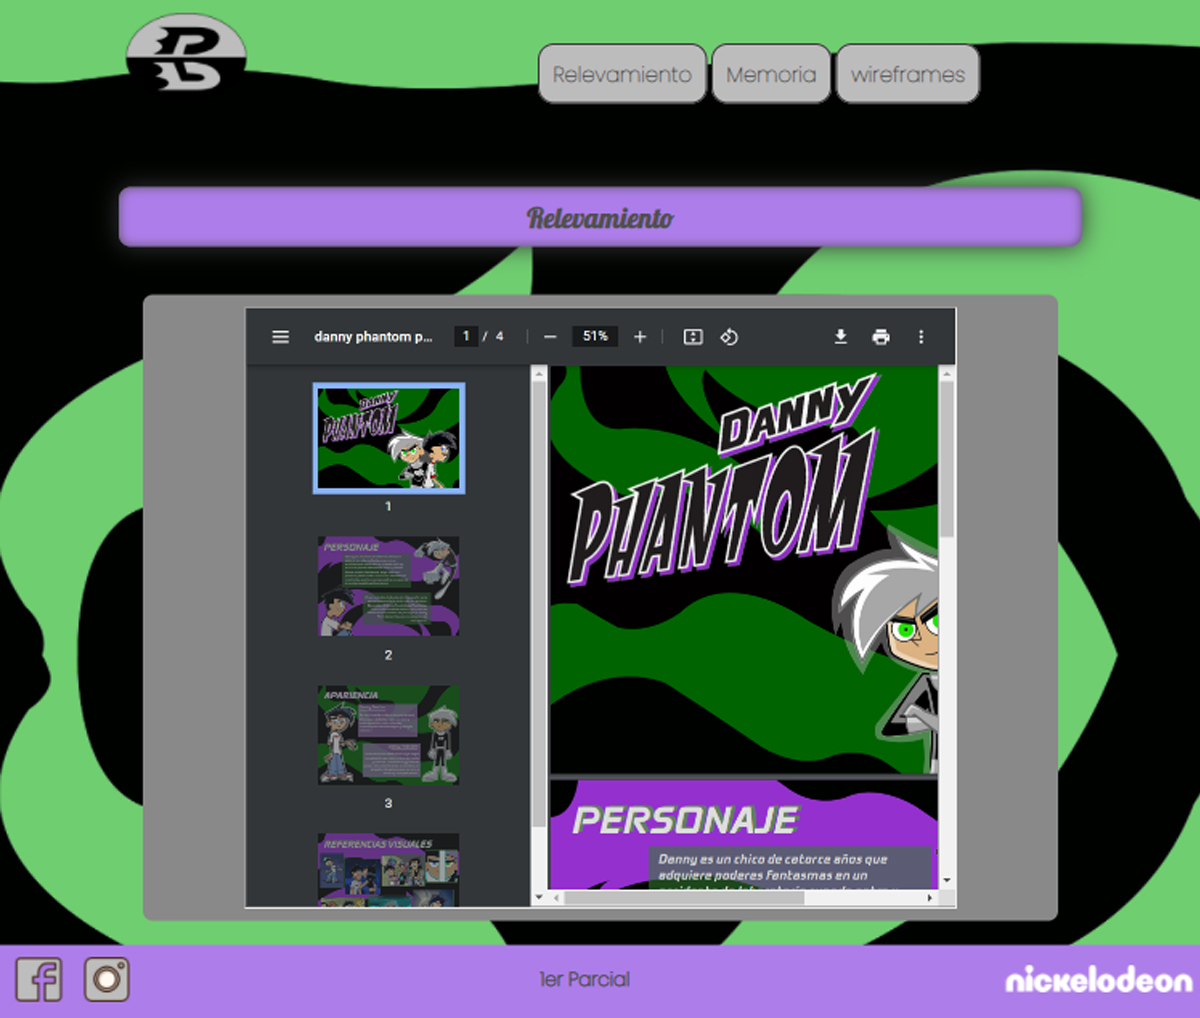 Relevamiento
Memoria
wireframes
Relevamiento
danny phantom p...
1 / 4
51%
DANNY
PHANTOM
1
PERSONAJE
2
APARIENCIA
3
REFERENCIAS VISUALES
DANNY
PHANTOM
PERSONAJE
Danny es un chico de catorce años que
adquiere poderes fantasmas en un
1er Parcial
nickelodeon